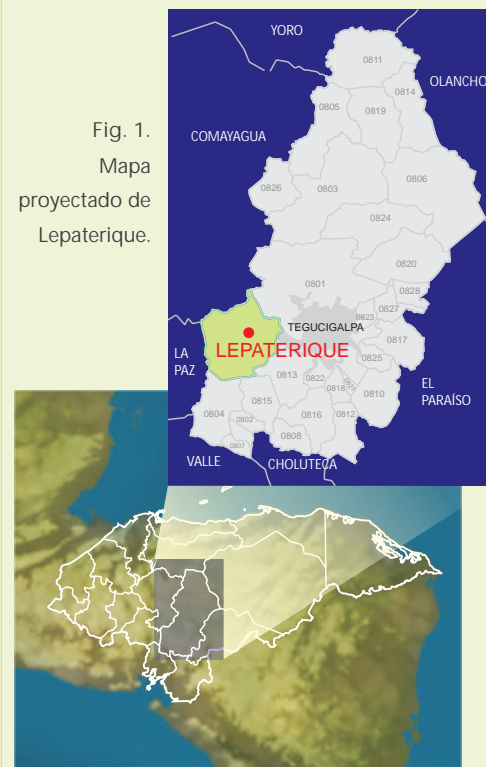 Fig. 1.
Mapa
proyectado de
Lepaterique.
YORO
0811
OLANCHO
0814
0805
0819
COMAYAGUA
0806
0826
0803
0824
0820
0801
0828
0827
0823
TEGUCIGALPA
0817
LEPATERIQUE
LA
PAZ
0825
0813
0822
0818
0821
0810
EL
PARAÍSO
0815
0804
0802
0816
0812
0807
0808
VALLE
CHOLUTECA